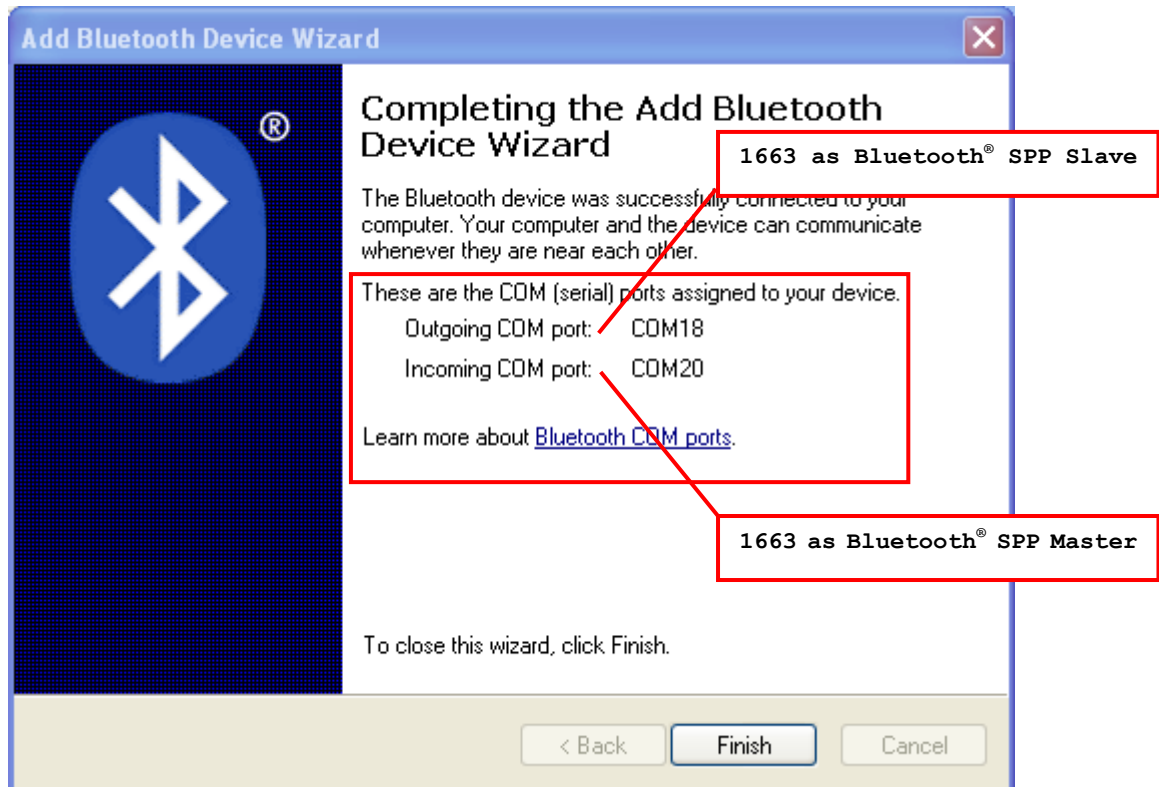 Add Bluetooth Device Wizard
®
Completing the Add Bluetooth
Device Wizard
1663 as Bluetooth® SPP Slave
The Bluetooth device was successfully connected to your
computer. Your computer and the device can communicate
whenever they are near each other.
These are the COM (serial) ports assigned to your device.
Outgoing COM port: COM18
Incoming COM port: COM20
Learn more about Bluetooth COM ports.
1663 as Bluetooth® SPP Master
To close this wizard, click Finish.
< Back Finish Cancel